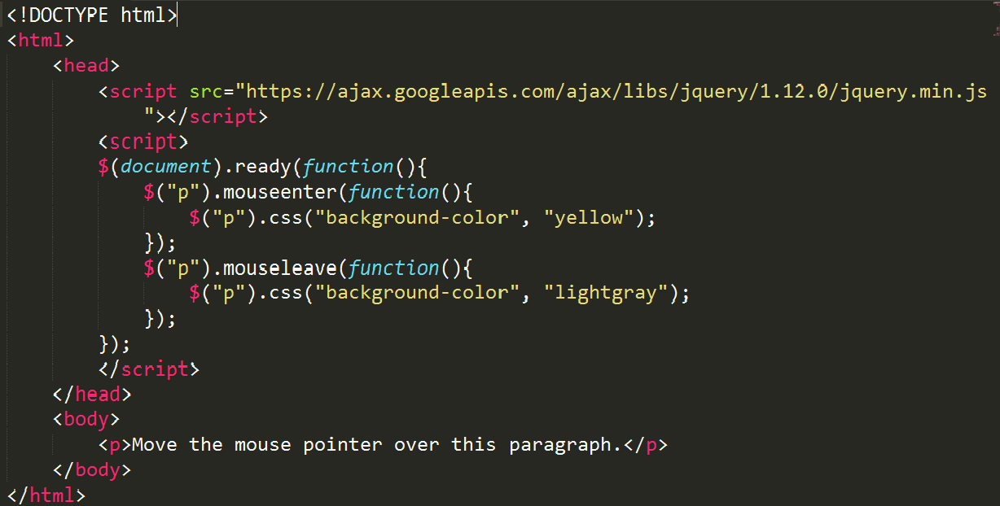 <!DOCTYPE html>
<html>
    <head>
        <script src="https://ajax.googleapis.com/ajax/libs/jquery/1.12.0/jquery.min.js
            "></script>
        <script>
        $(document).ready(function(){
            $("p").mouseenter(function(){
                $("p").css("background-color", "yellow");
            });
            $("p").mouseleave(function(){
                $("p").css("background-color", "lightgray");
            });
        });
        </script>
    </head>
    <body>
        <p>Move the mouse pointer over this paragraph.</p>
    </body>
</html>